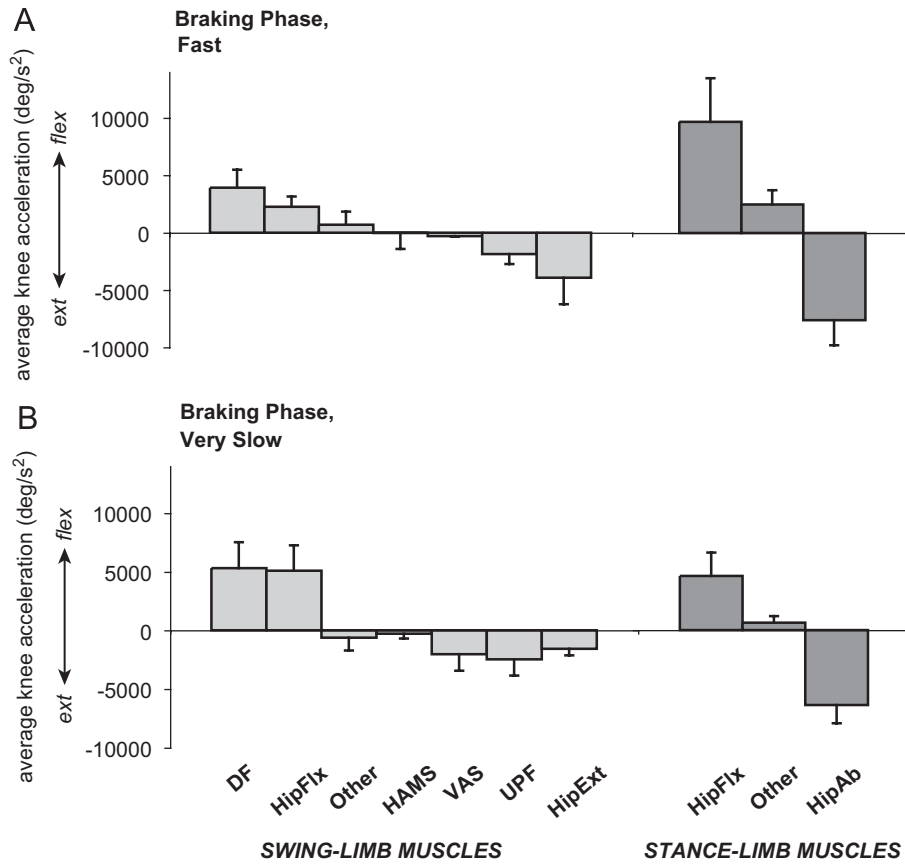 A
Braking Phase,
Fast
average knee acceleration (deg/s²)
ext
flex
10000
5000
0
-5000
-10000
B
Braking Phase,
Very Slow
average knee acceleration (deg/s²)
ext
flex
10000
5000
0
-5000
-10000
DF
HipFlx
Other
HAMS
VAS
UPF
HipExt
HipFlx
Other
HipAb
SWING-LIMB MUSCLES
STANCE-LIMB MUSCLES